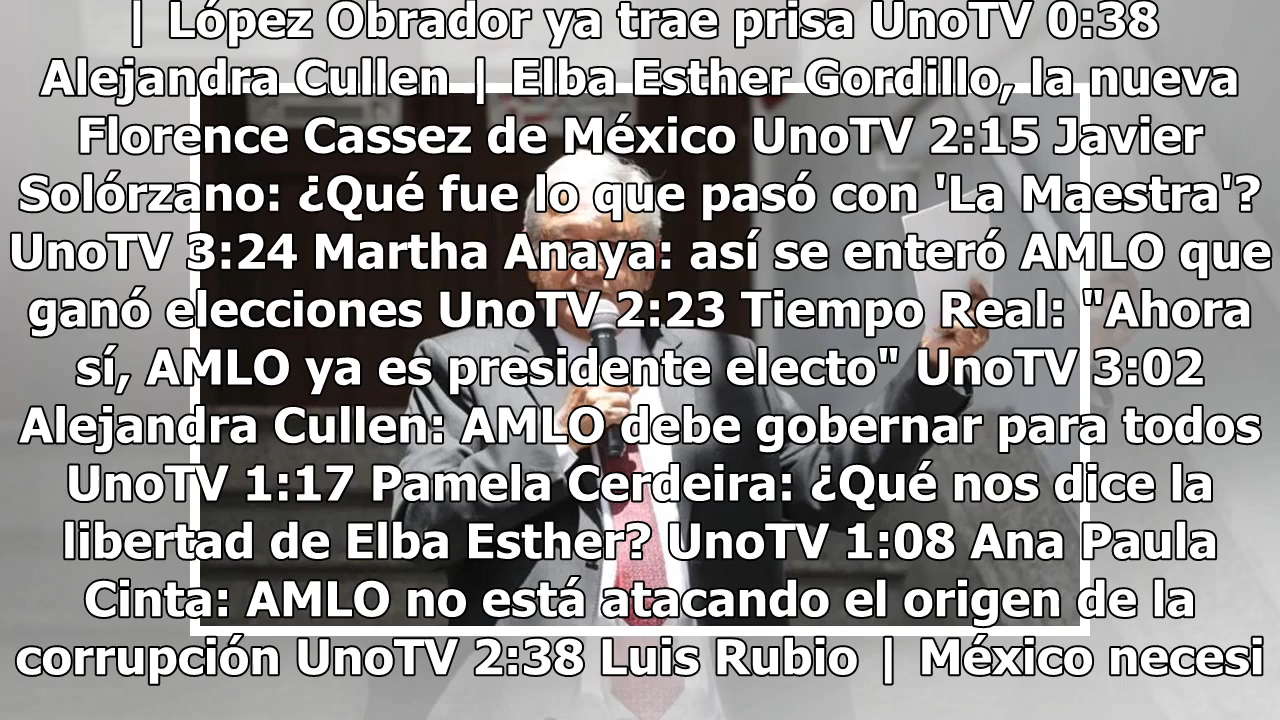 | López Obrador ya trae prisa UnoTV 0:38
Alejandra Cullen | Elba Esther Gordillo, la nueva
Florence Cassez de México UnoTV 2:15 Javier
Solórzano: ¿Qué fue lo que pasó con 'La Maestra'?
UnoTV 3:24 Martha Anaya: así se enteró AMLO que
ganó elecciones UnoTV 2:23 Tiempo Real: "Ahora
sí, AMLO ya es presidente electo" UnoTV 3:02
Alejandra Cullen: AMLO debe gobernar para todos
UnoTV 1:17 Pamela Cerdeira: ¿Qué nos dice la
libertad de Elba Esther? UnoTV 1:08 Ana Paula
Cinta: AMLO no está atacando el origen de la
corrupción UnoTV 2:38 Luis Rubio | México necesi